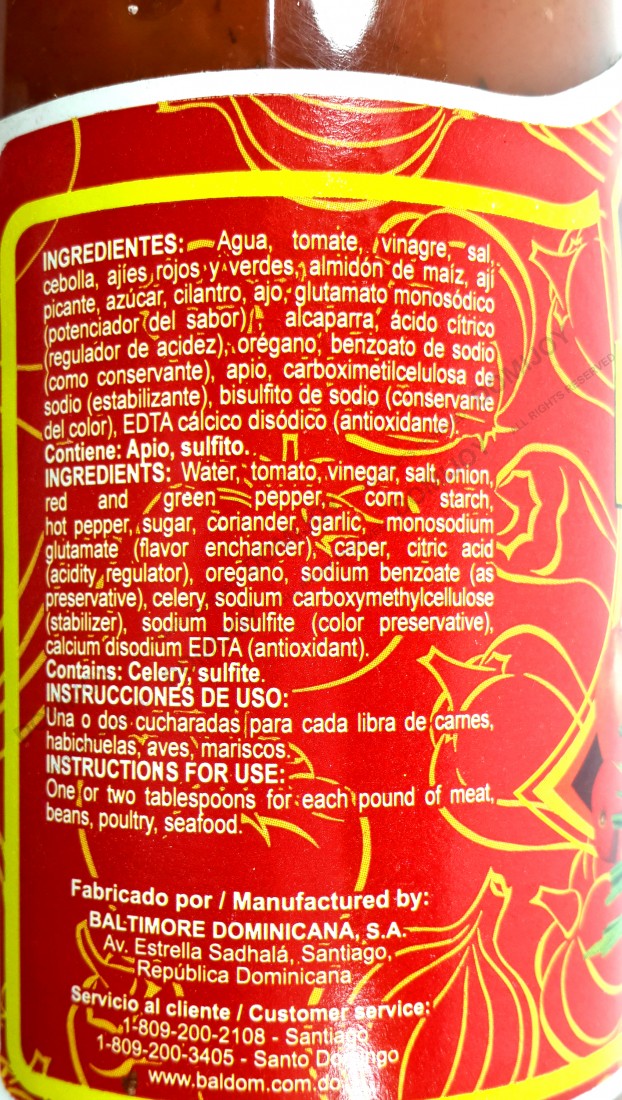 INGREDIENTES: Agua, tomate, vinagre, sal,
cebolla, ajíes rojos y verdes, almidón de maíz, ají
picante, azúcar, cilantro, ajo, glutamato monosódico
(potenciador del sabor), alcaparra, ácido cítrico
(regulador de acidez), orégano, benzoato de sodio
(como conservante), apio, carboximetilcelulosa de
sodio (estabilizante), bisulfito de sodio (conservante
del color), EDTA cálcico disódico (antioxidante).
Contiene: Apio, sulfito.
INGREDIENTS: Water, tomato, vinegar, salt, onion,
red and green pepper, corn starch,
hot pepper, sugar, coriander, garlic, monosodium
glutamate (flavor enchancer), caper, citric acid
(acidity regulator), oregano, sodium benzoate (as
preservative), celery, sodium carboxymethylcellulose
(stabilizer), sodium bisulfite (color preservative),
calcium disodium EDTA (antioxidant).
Contains: Celery, sulfite.
INSTRUCCIONES DE USO:
Una o dos cucharadas para cada libra de carnes,
habichuelas, aves, mariscos.
INSTRUCTIONS FOR USE:
One or two tablespoons for each pound of meat,
beans, poultry, seafood.
Fabricado por / Manufactured by:
BALTIMORE DOMINICANA, S.A.
Av. Estrella Sadhalá, Santiago,
República Dominicana
Servicio al cliente / Customer service:
1-809-200-2108 - Santiago
1-809-200-3405 - Santo Domingo
www.baldom.com.do
ALL RIGHTS RESERVED